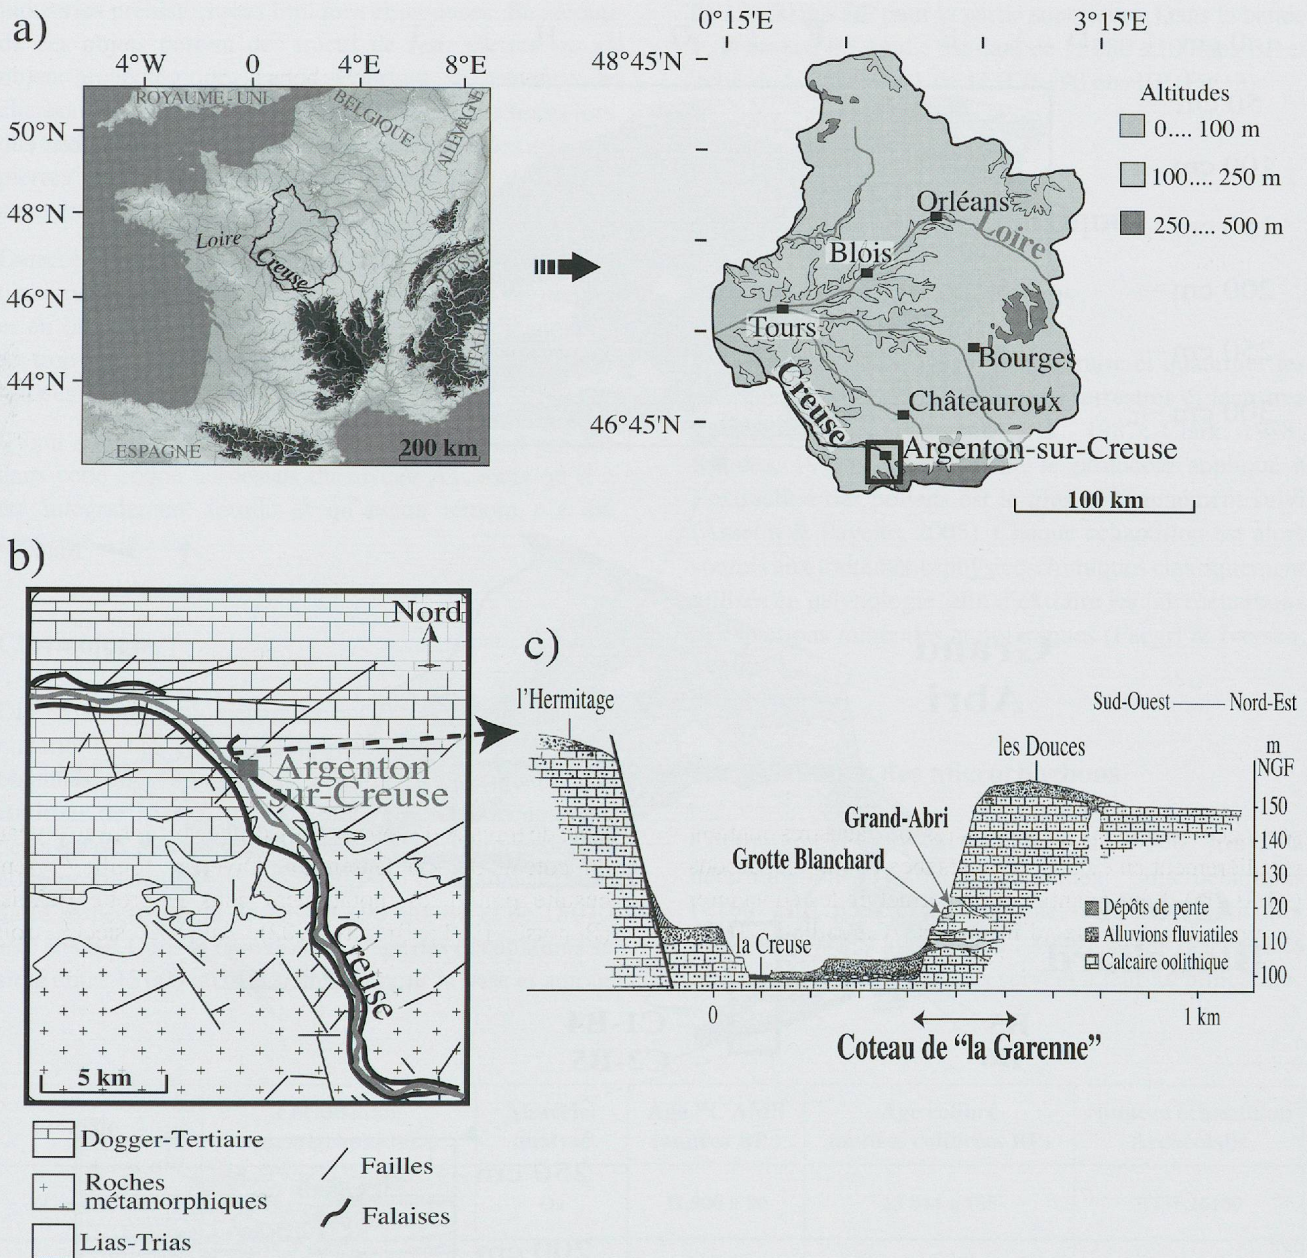 a)
4°W
0
4°E
8°E
50°N
48°N
46°N
44°N
ROYAUME-UNI
BELGIQUE
ALLEMAGNE
Loire
Creuse
ESPAGNE
200 km
0°15'E
3°15'E
48°45'N
46°45'N
Orléans
Loire
Blois
Tours
Bourges
Creuse
Châteauroux
Argenton-sur-Creuse
100 km
Altitudes
0.... 100 m
100.... 250 m
250.... 500 m
b)
Nord
Argenton
-sur-Creuse
Creuse
5 km
Dogger-Tertiaire
Roches
métamorphiques
Lias-Trias
Failles
Falaises
c)
l'Hermitage
Sud-Ouest
Nord-Est
les Douces
m
NGF
Grand-Abri
Grotte Blanchard
la Creuse
150
140
130
120
110
100
Dépôts de pente
Alluvions fluviatiles
Calcaire oolithique
0
1 km
Coteau de “la Garenne”